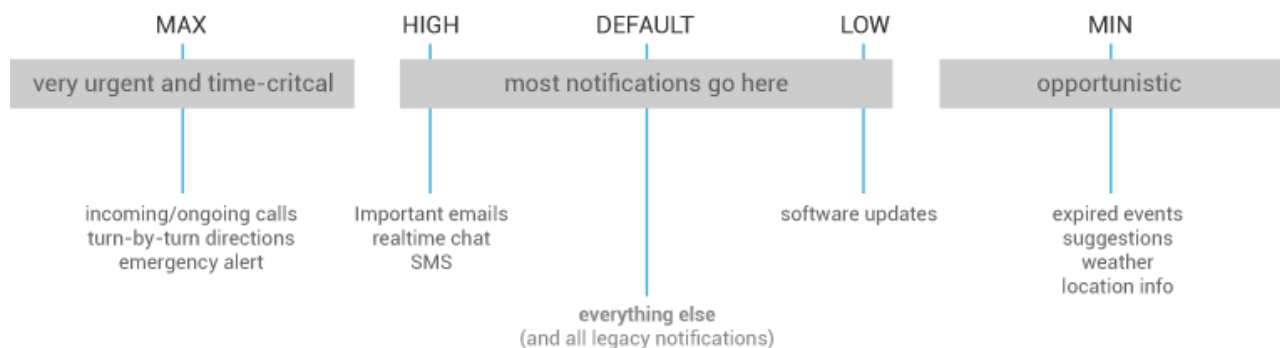 MAX HIGH DEFAULT LOW MIN
very urgent and time-critcal most notifications go here opportunistic
incoming/ongoing calls
turn-by-turn directions
emergency alert
Important emails
realtime chat
SMS
everything else
(and all legacy notifications)
software updates
expired events
suggestions
weather
location info